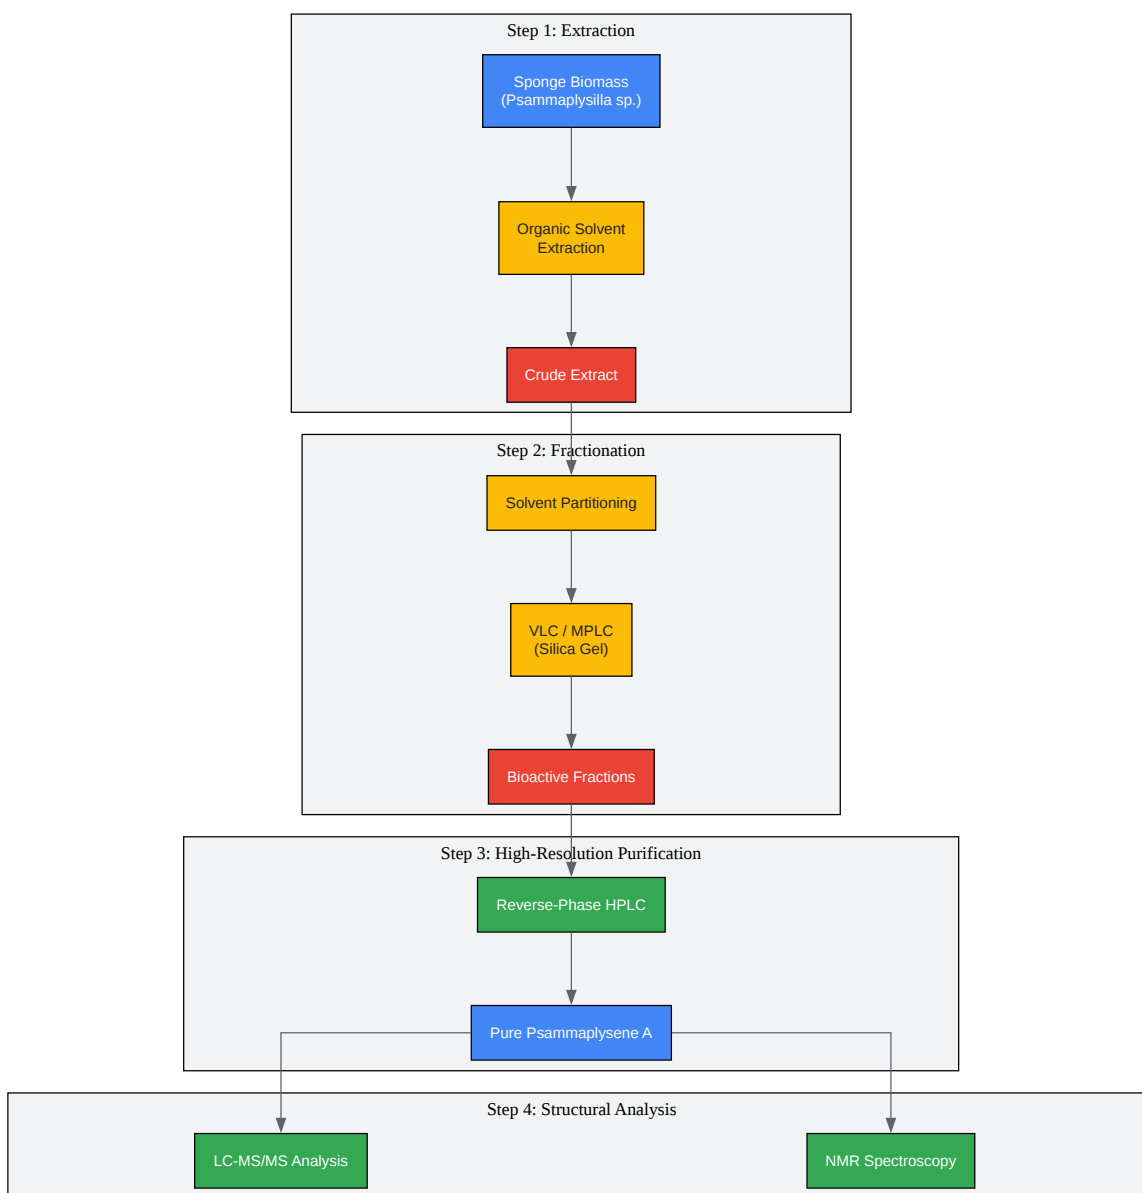 Step 1: Extraction
Sponge Biomass
(Psammaplysilla sp.)
Organic Solvent
Extraction
Crude Extract
Step 2: Fractionation
Solvent Partitioning
VLC / MPLC
(Silica Gel)
Bioactive Fractions
Step 3: High-Resolution Purification
Reverse-Phase HPLC
Pure Psammaplysene A
Step 4: Structural Analysis
LC-MS/MS Analysis
NMR Spectroscopy